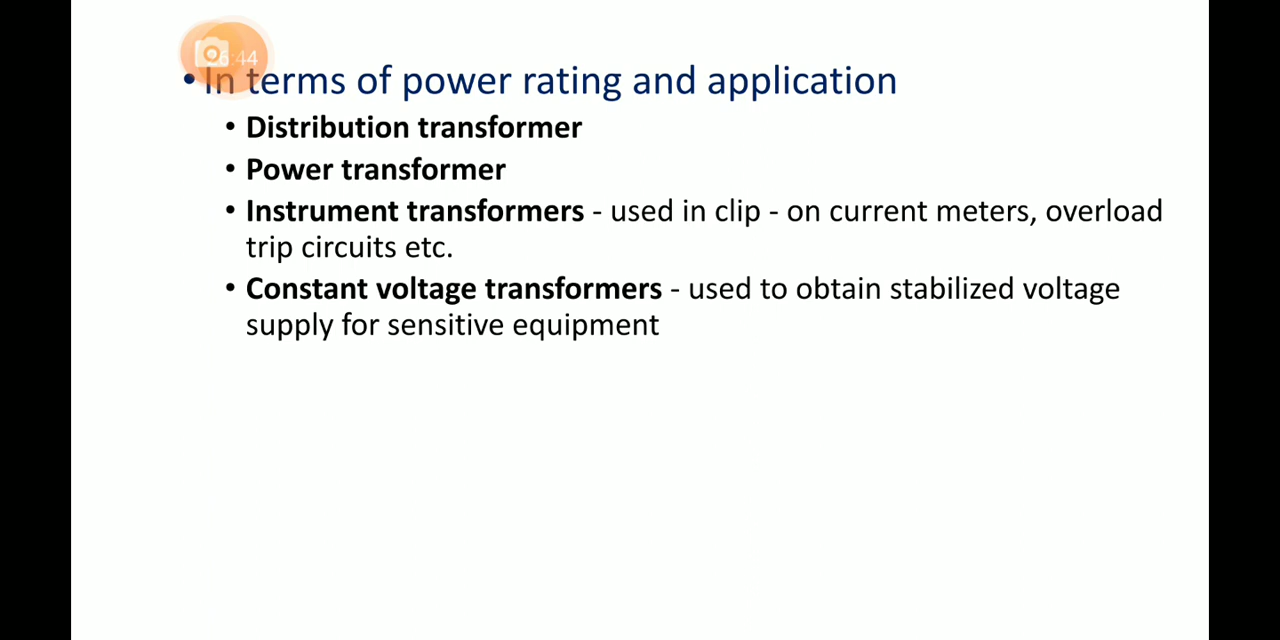 • In terms of power rating and application
• Distribution transformer
• Power transformer
• Instrument transformers - used in clip - on current meters, overload
trip circuits etc.
• Constant voltage transformers - used to obtain stabilized voltage
supply for sensitive equipment